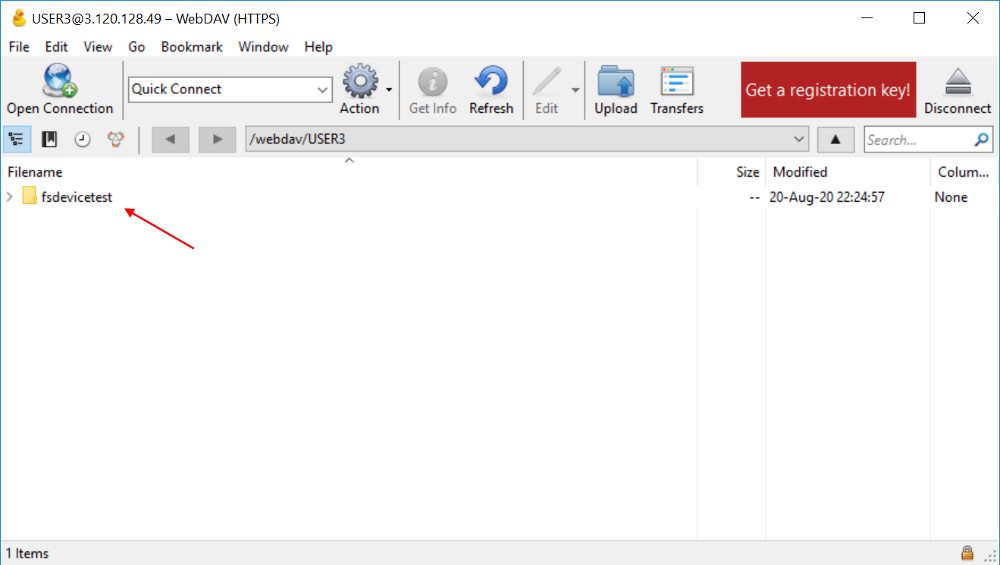 USER3@3.120.128.49 – WebDAV (HTTPS)
File Edit View Go Bookmark Window Help
Open Connection Quick Connect Action Get Info Refresh Edit Upload Transfers Get a registration key! Disconnect
/webdav/USER3 Search...
Filename Size Modified Colum...
fsdevicetest -- 20-Aug-20 22:24:57 None
1 Items